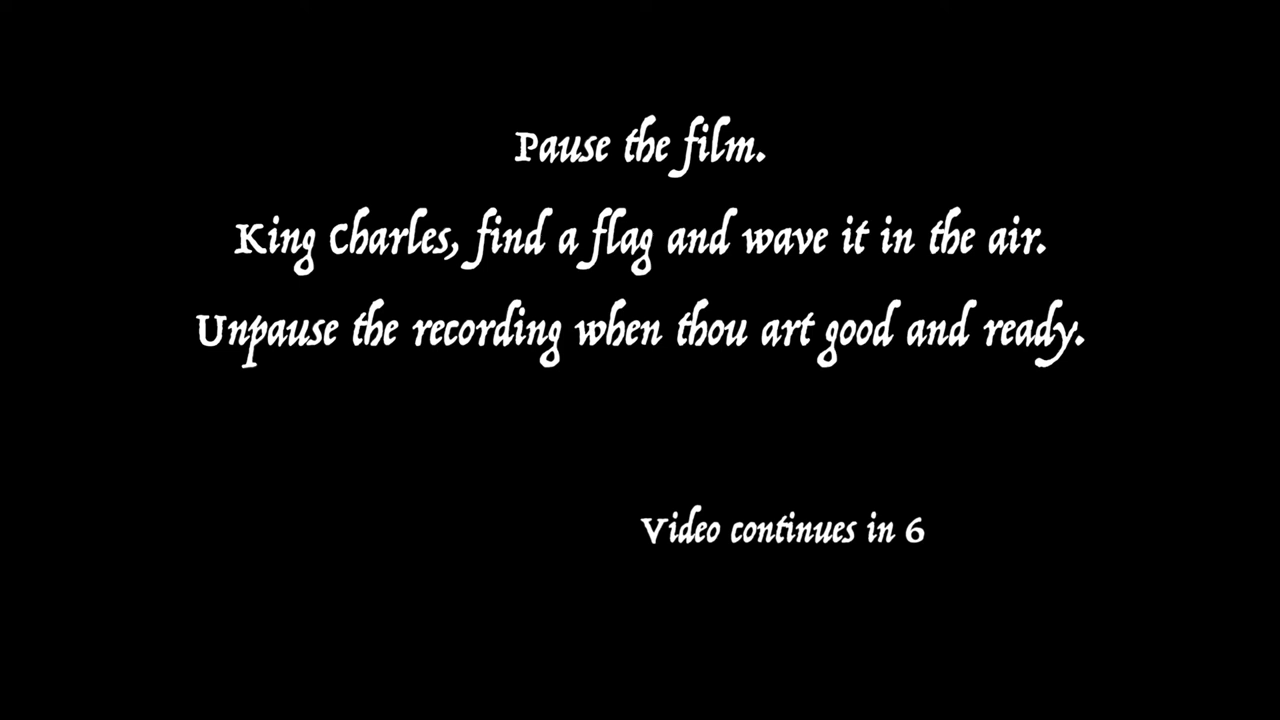 Pause the film.
King Charles, find a flag and wave it in the air.
Unpause the recording when thou art good and ready.
Video continues in 6